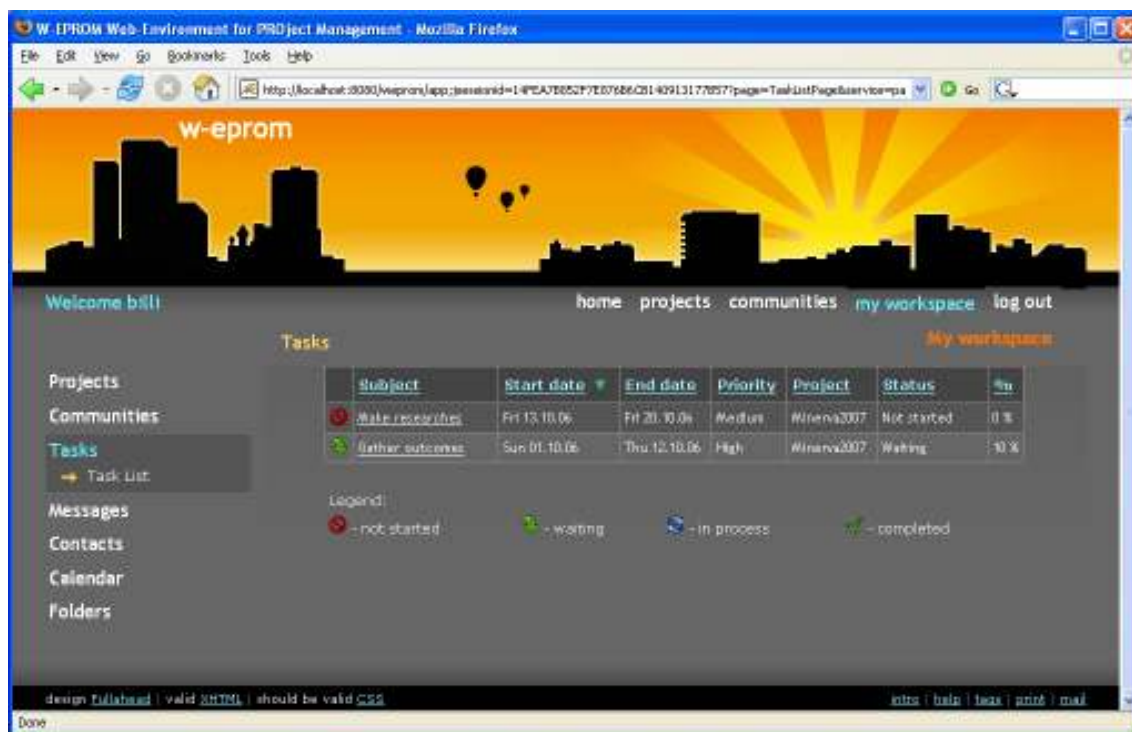 W-EPROM Web-Environment for PROject Management - Mozilla Firefox
File Edit View Go Bookmarks Tools Help
Go
w-eprom
Welcome billi
home projects communities my workspace log out
Tasks
My workspace
Projects
Communities
Tasks
Task List
Messages
Contacts
Calendar
Folders
Subject Start date End date Priority Project Status %
Make researches Fri 13.10.06 Fri 20.10.06 Medium Minerva2007 Not started 0 %
Gather outcomes Sun 01.10.06 Thu 12.10.06 High Minerva2007 Waiting 10 %
Legend:
- not started - waiting - in process - completed
design Fullahead | valid XHTML | should be valid CSS
intro | help | tags | print | mail
Done